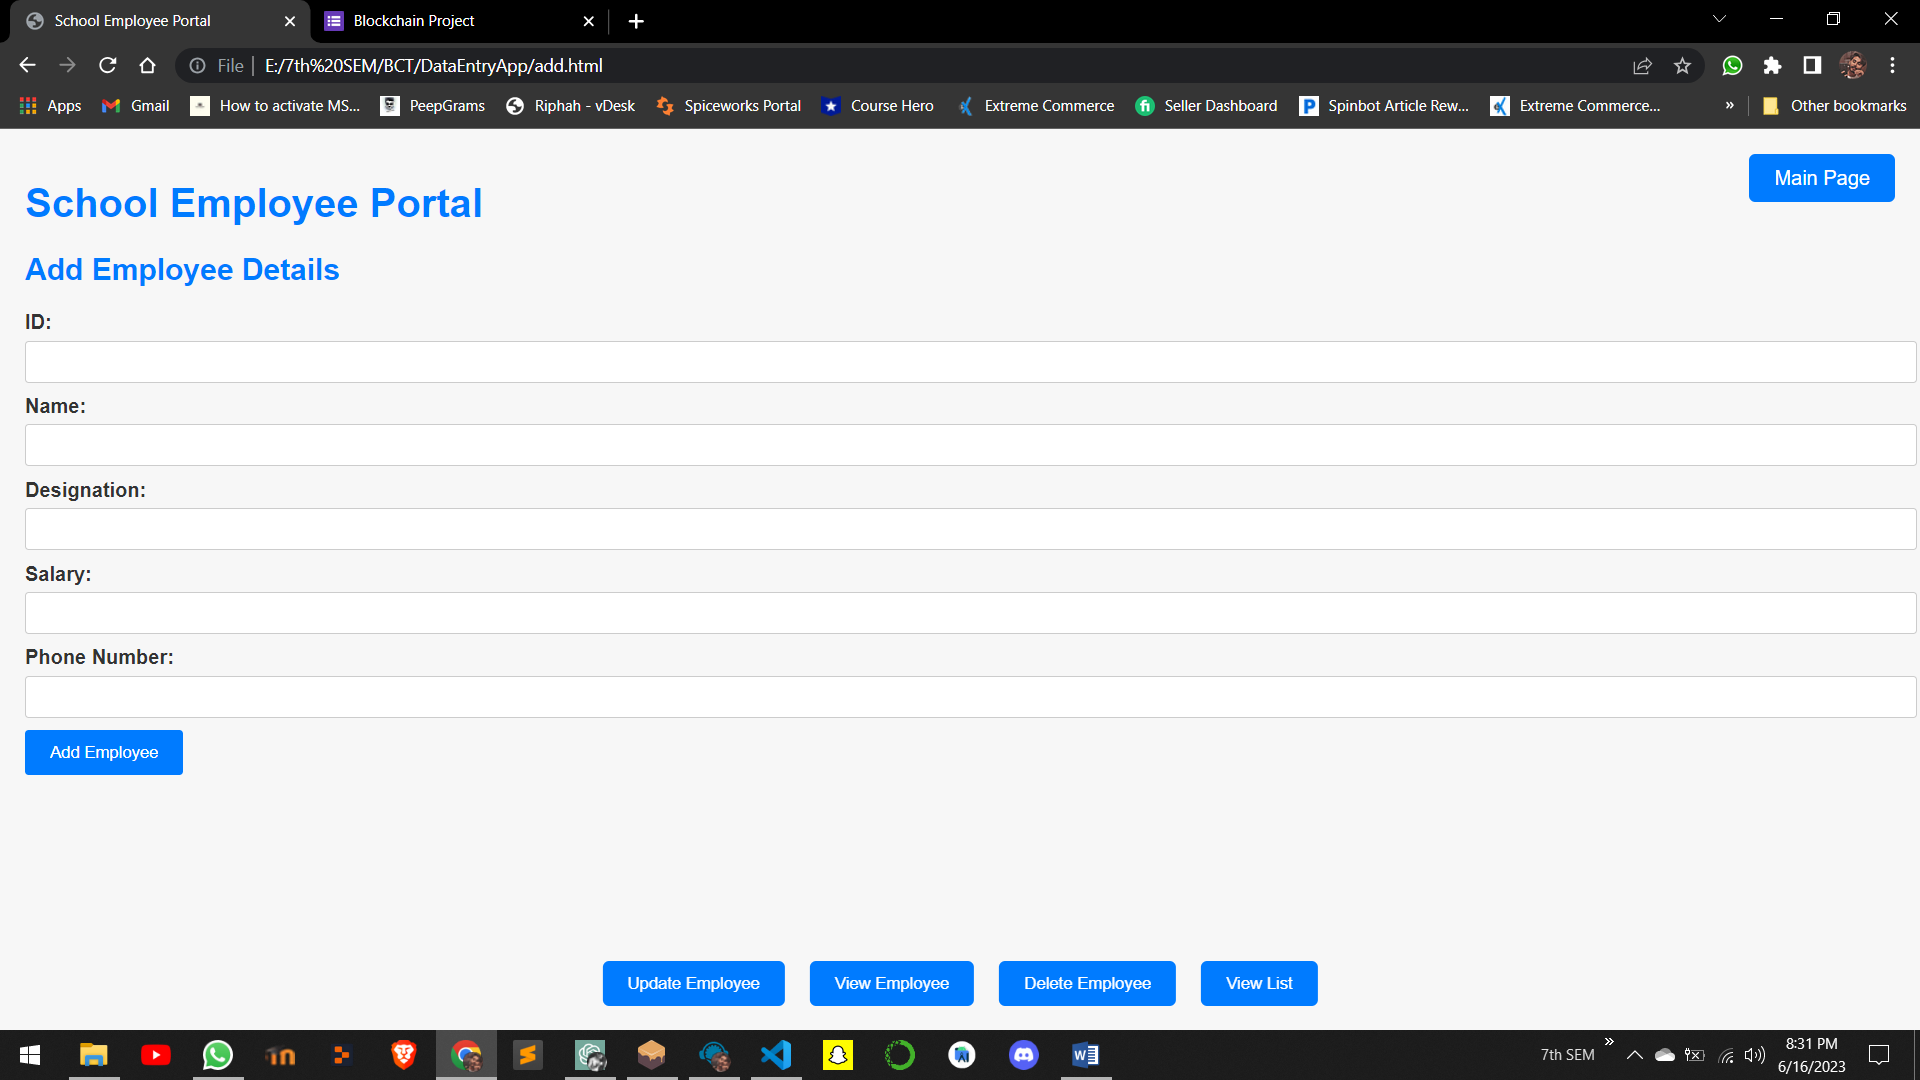 School Employee Portal
Blockchain Project
File
E:/7th%20SEM/BCT/DataEntryApp/add.html
Apps
Gmail
How to activate MS...
PeepGrams
Riphah - vDesk
Spiceworks Portal
Course Hero
Extreme Commerce
Seller Dashboard
Spinbot Article Rew...
Extreme Commerce...
»
Other bookmarks
Main Page
School Employee Portal
Add Employee Details
ID:
Name:
Designation:
Salary:
Phone Number:
Add Employee
Update Employee
View Employee
Delete Employee
View List
7th SEM
8:31 PM
6/16/2023